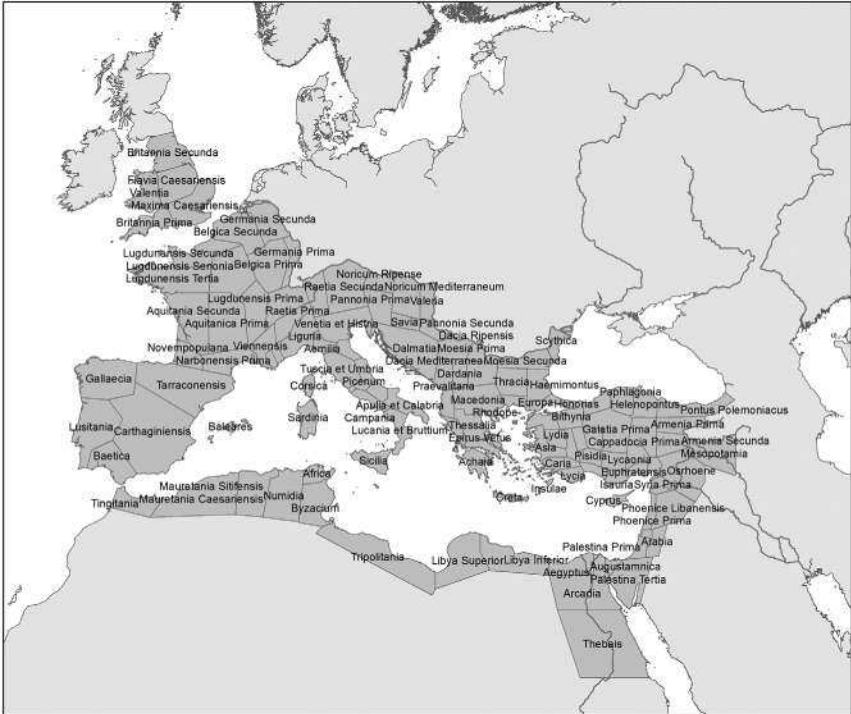 Britannia Secunda
Flavia Caesariensis
Valentia
Maxima Caesariensis
Britannia Prima
Germania Secunda
Belgica Secunda
Lugdunensis Secunda
Germania Prima
Lugdunensis Senonia
Belgica Prima
Lugdunensis Tertia
Noricum Ripense
Raetia Secunda
Noricum Mediterraneum
Lugdunensis Prima
Pannonia Prima
Valeria
Aquitania Secunda
Raetia Prima
Aquitanica Prima
Venetia et Histria
Savia
Pannonia Secunda
Liguria
Dacia Ripensis
Scythica
Novempopulana
Viennensis
Aemilia
Dalmatia
Moesia Prima
Narbonensis Prima
Dacia Mediterranea
Moesia Secunda
Tuscia et Umbria
Dardania
Gallaecia
Tarraconensis
Corsica
Picenum
Praevalitana
Thracia
Haemimontus
Paphlagonia
Macedonia
Europa
Honorias
Helenopontus
Apulia et Calabria
Rhodope
Bithynia
Pontus Polemoniacus
Sardinia
Campania
Lusitania
Carthaginiensis
Baleares
Lucania et Bruttium
Thessalia
Galatia Prima
Armenia Prima
Epirus Vetus
Lydia
Cappadocia Prima
Armenia Secunda
Asia
Baetica
Sicilia
Achaia
Pisidia
Lycaonia
Mesopotamia
Caria
Africa
Lycia
Euphratensis
Osrhoene
Mauretania Sitifensis
Insulae
Isauria
Syria Prima
Tingitania
Mauretania Caesariensis
Numidia
Creta
Cyprus
Byzacium
Phoenice Libanensis
Phoenice Prima
Arabia
Palestina Prima
Tripolitania
Libya Superior
Libya Inferior
Augustamnica
Aegyptus
Palestina Tertia
Arcadia
Thebais